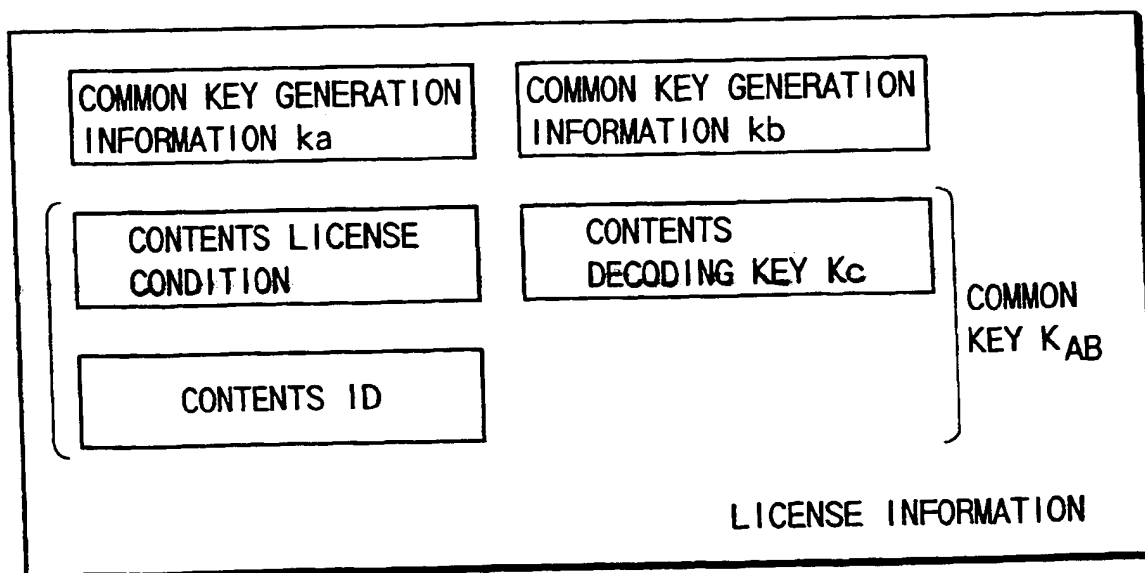 COMMON KEY GENERATION
INFORMATION ka
COMMON KEY GENERATION
INFORMATION kb
CONTENTS LICENSE
CONDITION
CONTENTS
DECODING KEY Kc
CONTENTS ID
COMMON
KEY KAB
LICENSE INFORMATION